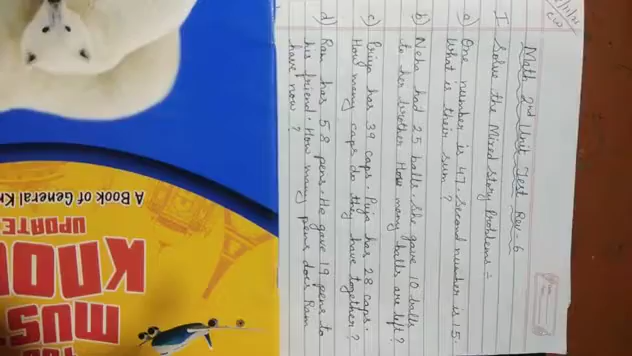 Math 2nd Unit Test Rev - 6
I Solve the Mixed Story Problems :-
a) One number is 47. Second number is 15.
What is their sum ?
b) Neha had 25 balls. She gave 10 balls
to her brother How many balls are left ?
c) Priya has 39 caps. Puja has 28 caps.
How many caps do they have together ?
d) Ram has 58 pens. He gave 19 pens to
his friend. How many pens does Ram
have now ?
A Book of General Kn
UPDATE
KNO
MUS